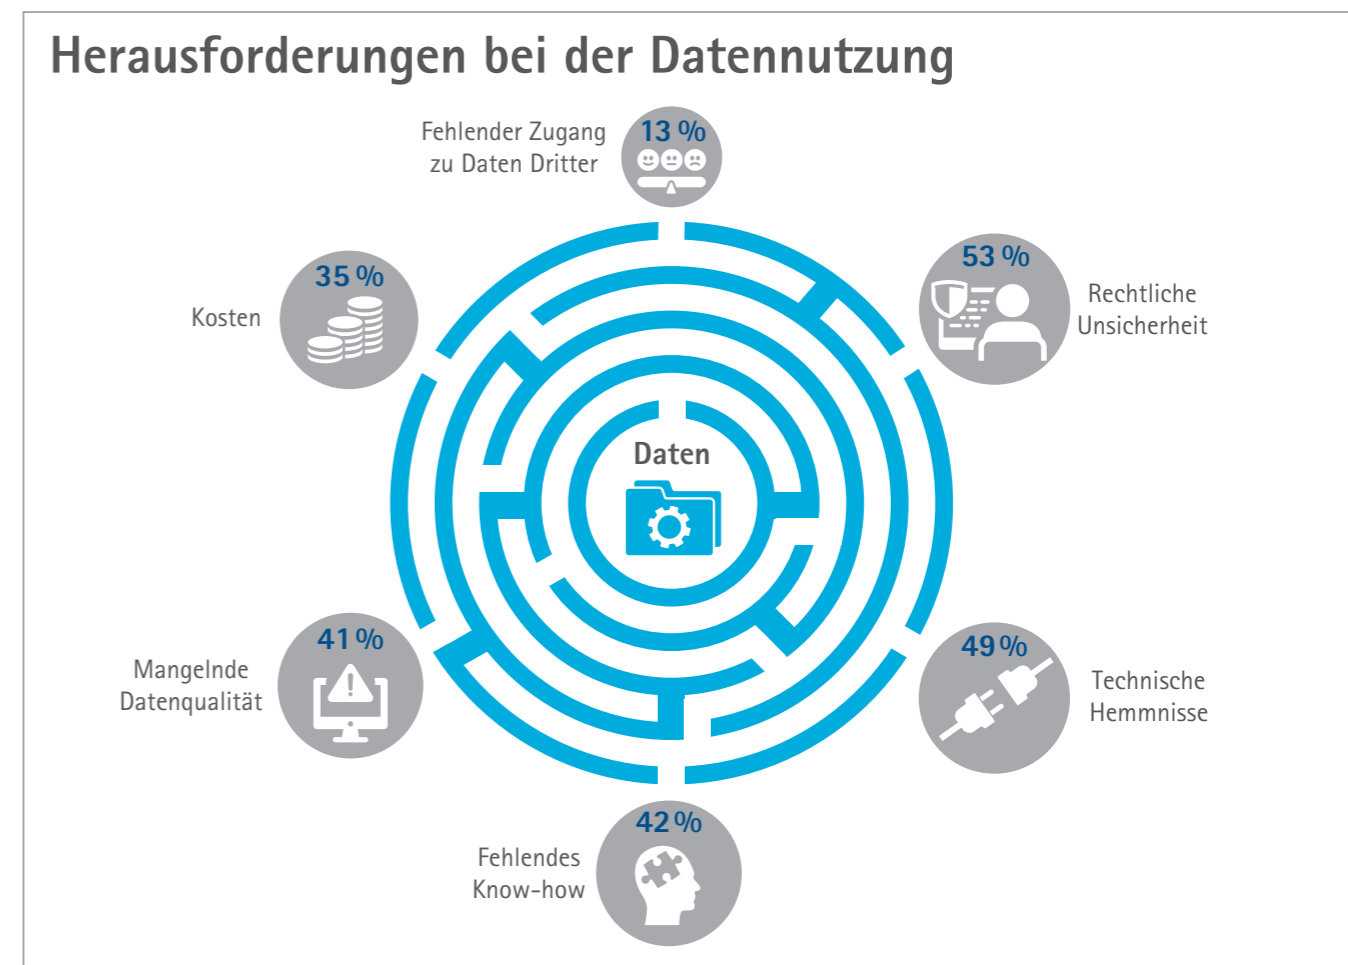 Herausforderungen bei der Datennutzung
Fehlender Zugang
zu Daten Dritter
13 %
53 %
Rechtliche
Unsicherheit
35 %
Kosten
Daten
49 %
Technische
Hemmnisse
41 %
Mangelnde
Datenqualität
42 %
Fehlendes
Know-how